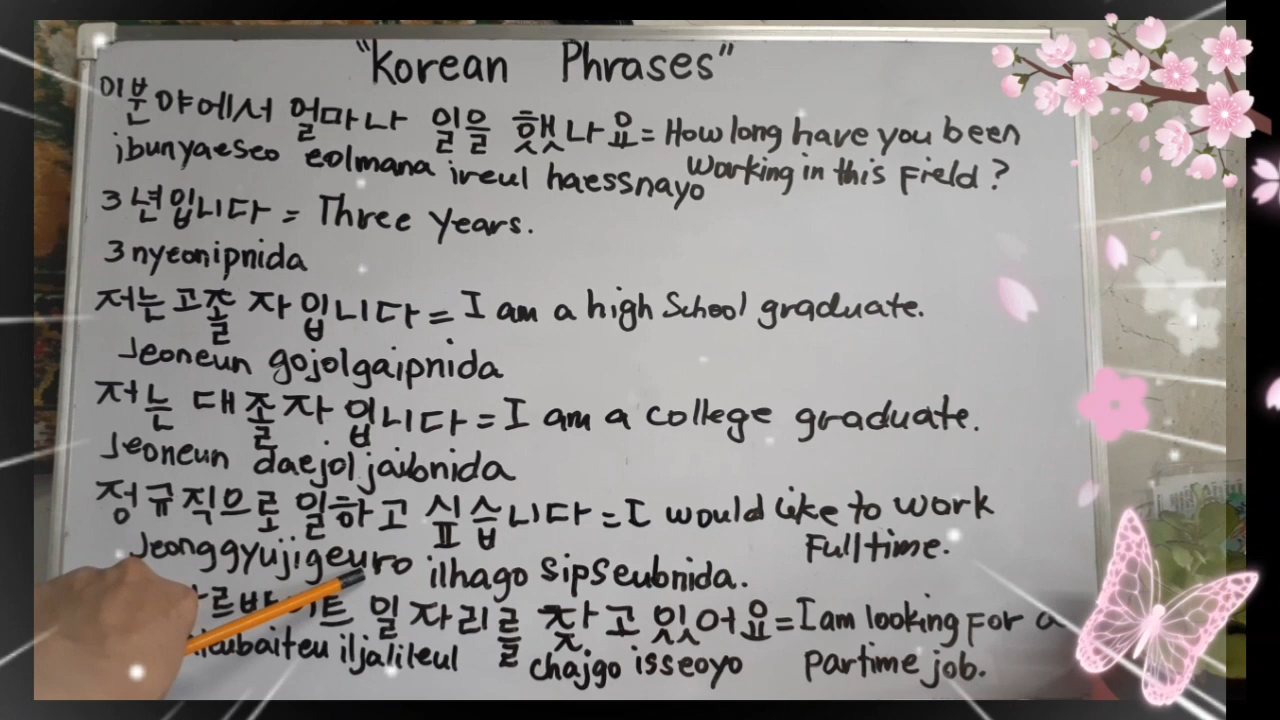 "Korean Phrases"
이분야에서 얼마나 일을 했나요 = How long have you been
ibunyaeseo eolmana ireul haessnayo working in this Field?
3년입니다 = Three Years.
3nyeonipnida
저는고졸 자 입니다 = I am a high School graduate.
Jeoneun gojolgaipnida
저는 대졸자 입니다 = I am a college graduate.
Jeoneun daejoljaibnida
정규직으로 일하고 싶습니다 = I would like to work
Jeonggyujigeuro ilhago sipseubnida. Full time.
일자리를 찾고 있어요 = I am looking For a
iljalileul chajgo isseoyo partime job.